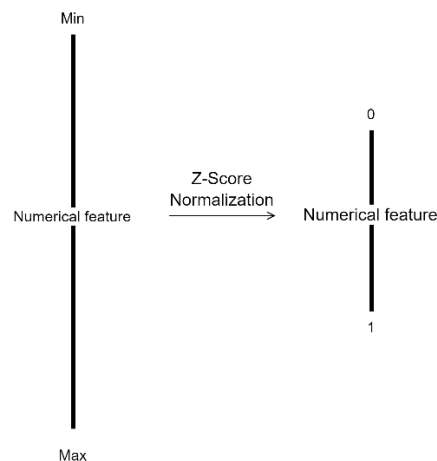 Min
Numerical feature
Max
Z-Score
Normalization
0
Numerical feature
1